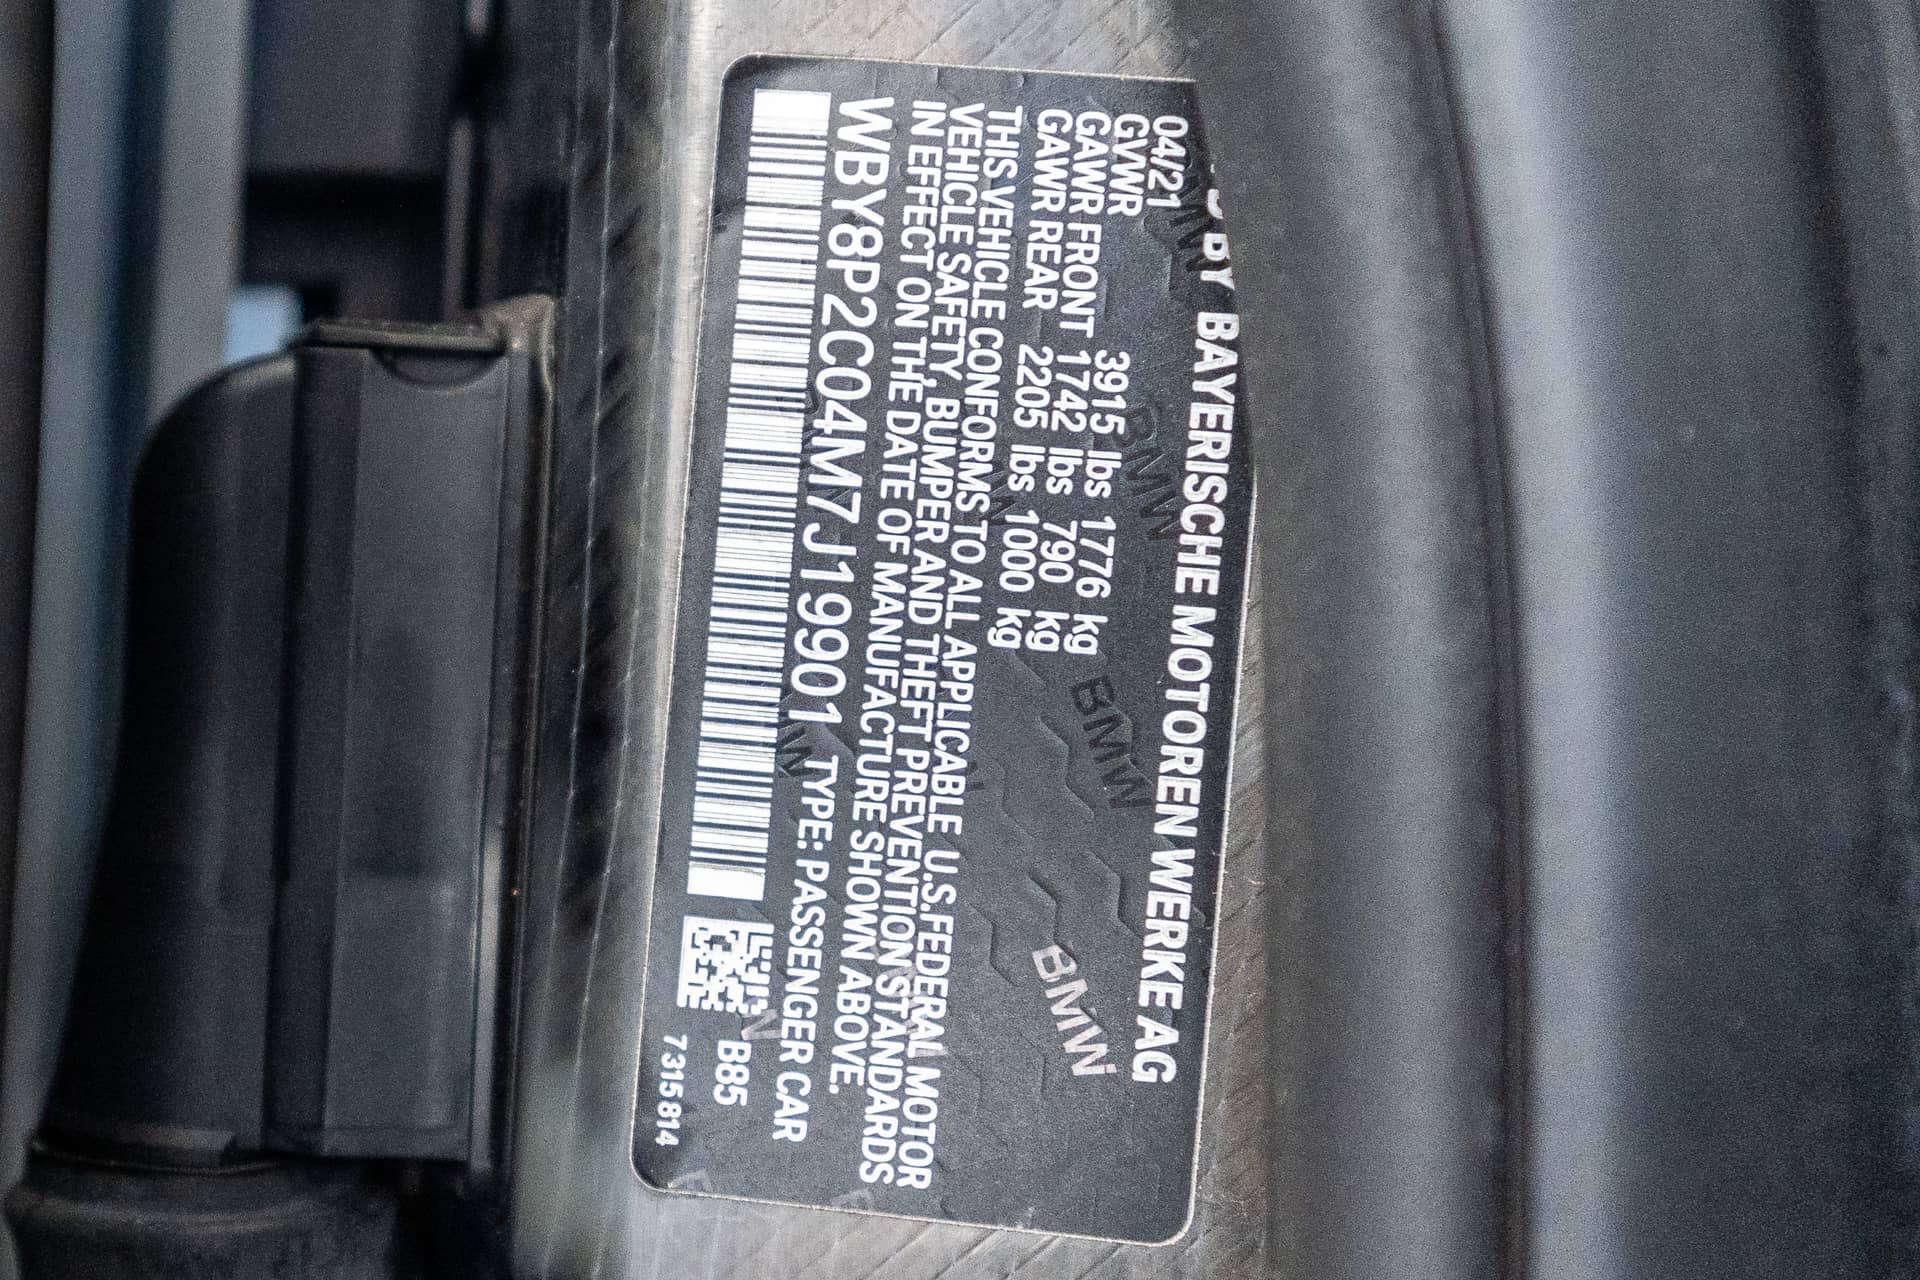 BY BAYERISCHE MOTOREN WERKE AG
04/21
GVWR 3915 lbs 1776 kg
GAWR FRONT 1742 lbs 790 kg
GAWR REAR 2205 lbs 1000 kg
THIS VEHICLE CONFORMS TO ALL APPLICABLE U.S.FEDERAL MOTOR
VEHICLE SAFETY, BUMPER AND THEFT PREVENTION STANDARDS
IN EFFECT ON THE DATE OF MANUFACTURE SHOWN ABOVE.
WBY8P2C04M7J19901 TYPE: PASSENGER CAR
B85
7315814
BMW
BMW
BMW